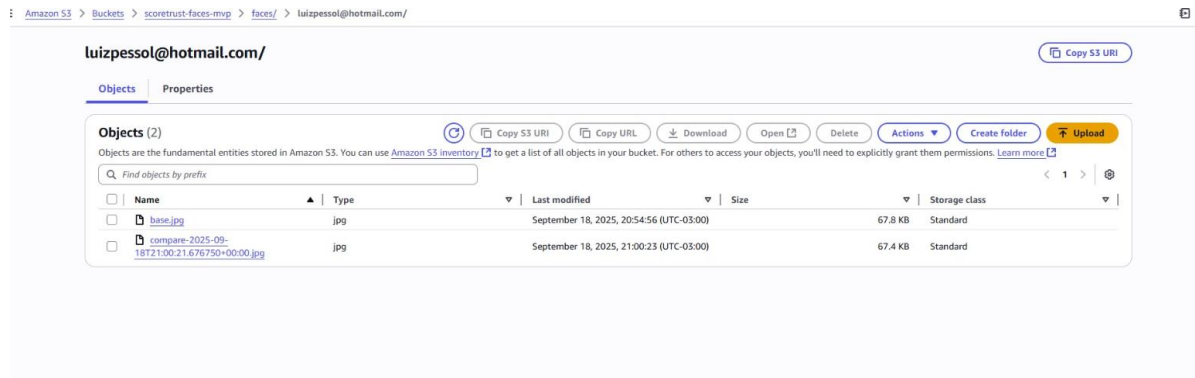 Amazon S3 > Buckets > scoretrust-faces-mvp > faces/ > luizpessol@hotmail.com/
luizpessol@hotmail.com/
Copy S3 URI
Objects Properties
Objects (2) Copy S3 URI Copy URL Download Open Delete Actions Create folder Upload
Objects are the fundamental entities stored in Amazon S3. You can use Amazon S3 inventory to get a list of all objects in your bucket. For others to access your objects, you'll need to explicitly grant them permissions. Learn more
Find objects by prefix < 1 >
Name Type Last modified Size Storage class
base.jpg jpg September 18, 2025, 20:54:56 (UTC-03:00) 67.8 KB Standard
compare-2025-09-
18T21:00:21.676750+00:00.jpg jpg September 18, 2025, 21:00:23 (UTC-03:00) 67.4 KB Standard